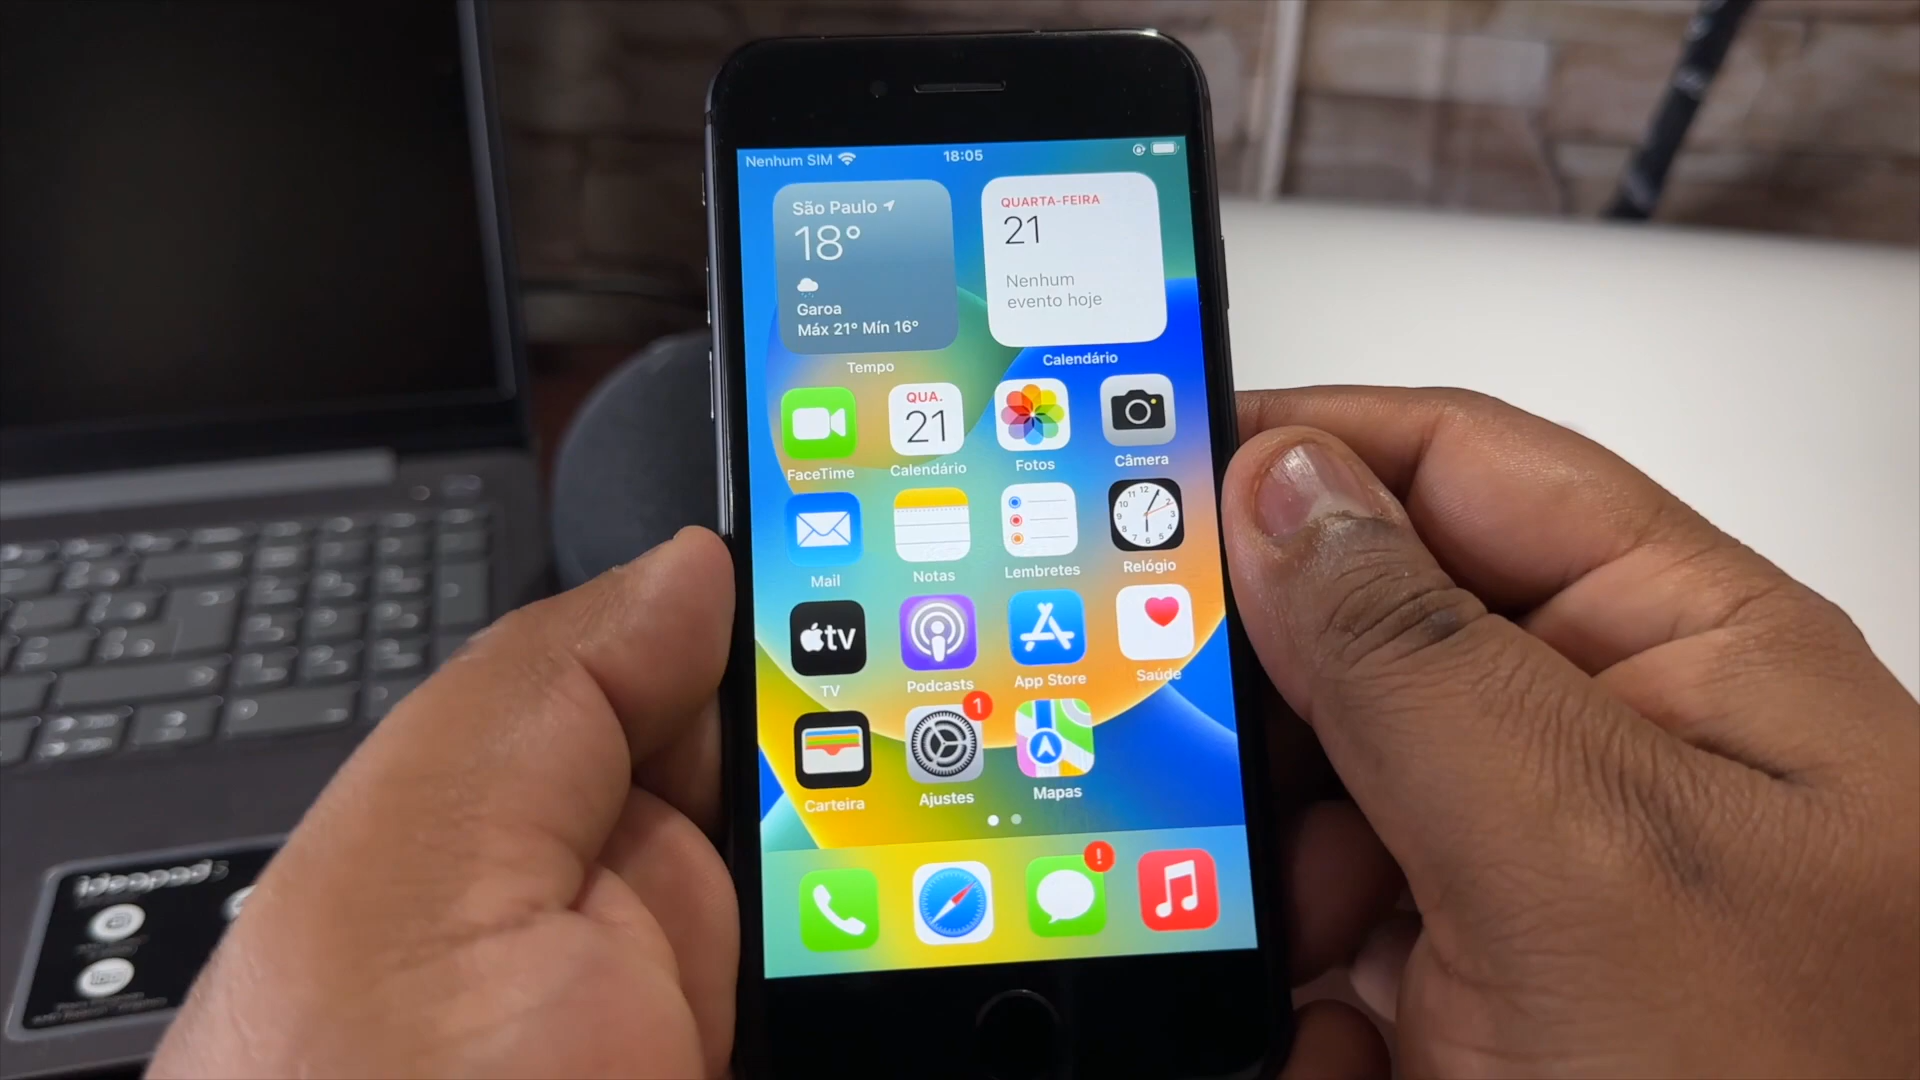 Nenhum SIM
18:05
São Paulo
18°
Garoa
Máx 21° Mín 16°
Tempo
QUARTA-FEIRA
21
Nenhum
evento hoje
Calendário
FaceTime
QUA.
21
Calendário
Fotos
Câmera
Mail
Notas
Lembretes
Relógio
tv
TV
Podcasts
App Store
Saúde
Carteira
1
Ajustes
Mapas
!
ideapad 3